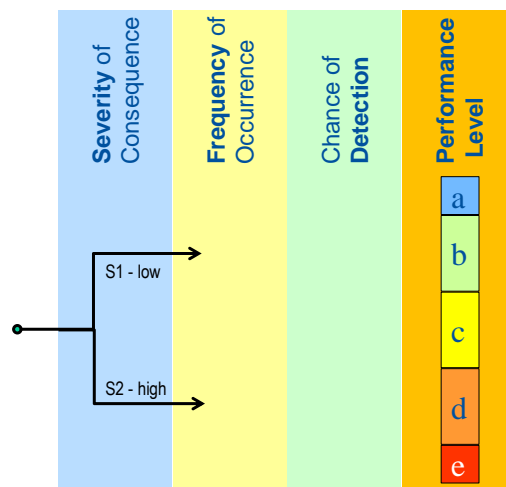 Severity of
Consequence
Frequency of
Occurrence
Chance of
Detection
Performance
Level
a
b
c
d
e
S1 - low
S2 - high